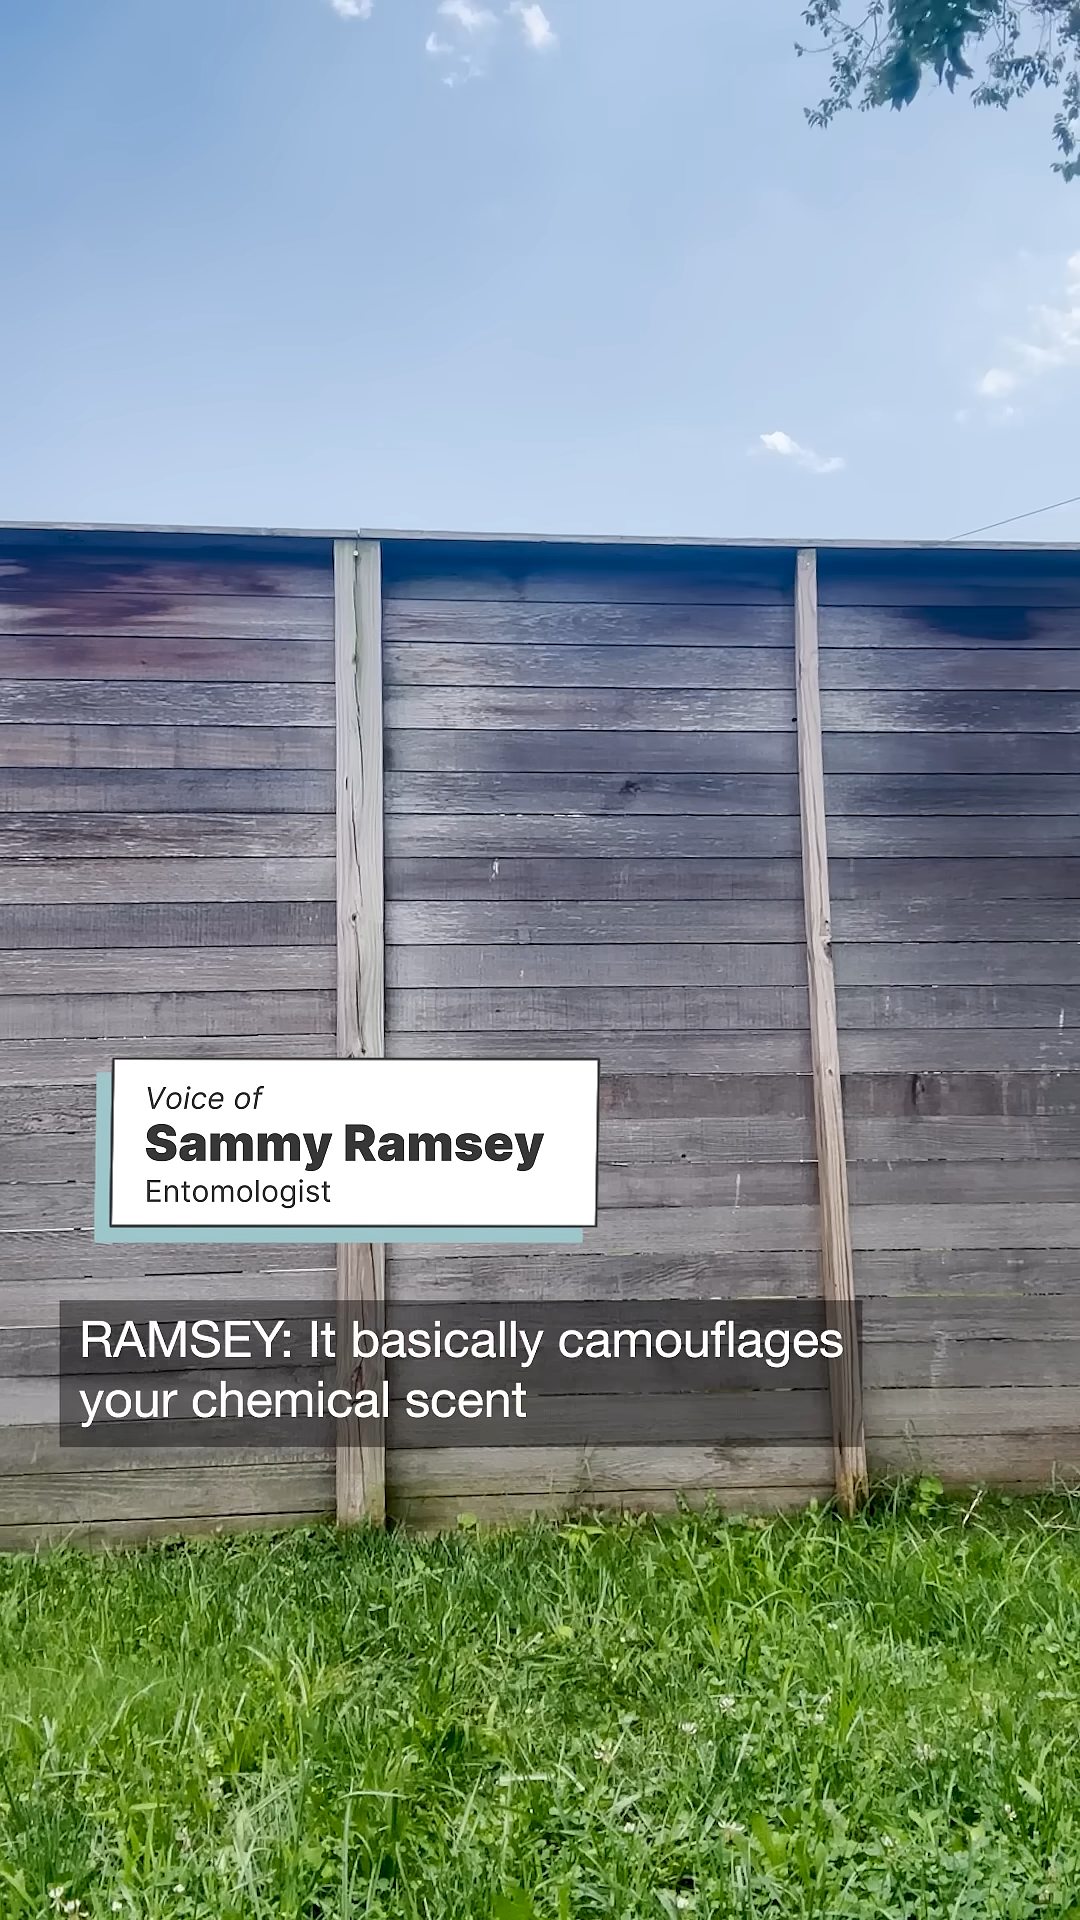 Voice of
Sammy Ramsey
Entomologist
RAMSEY: It basically camouflages
your chemical scent